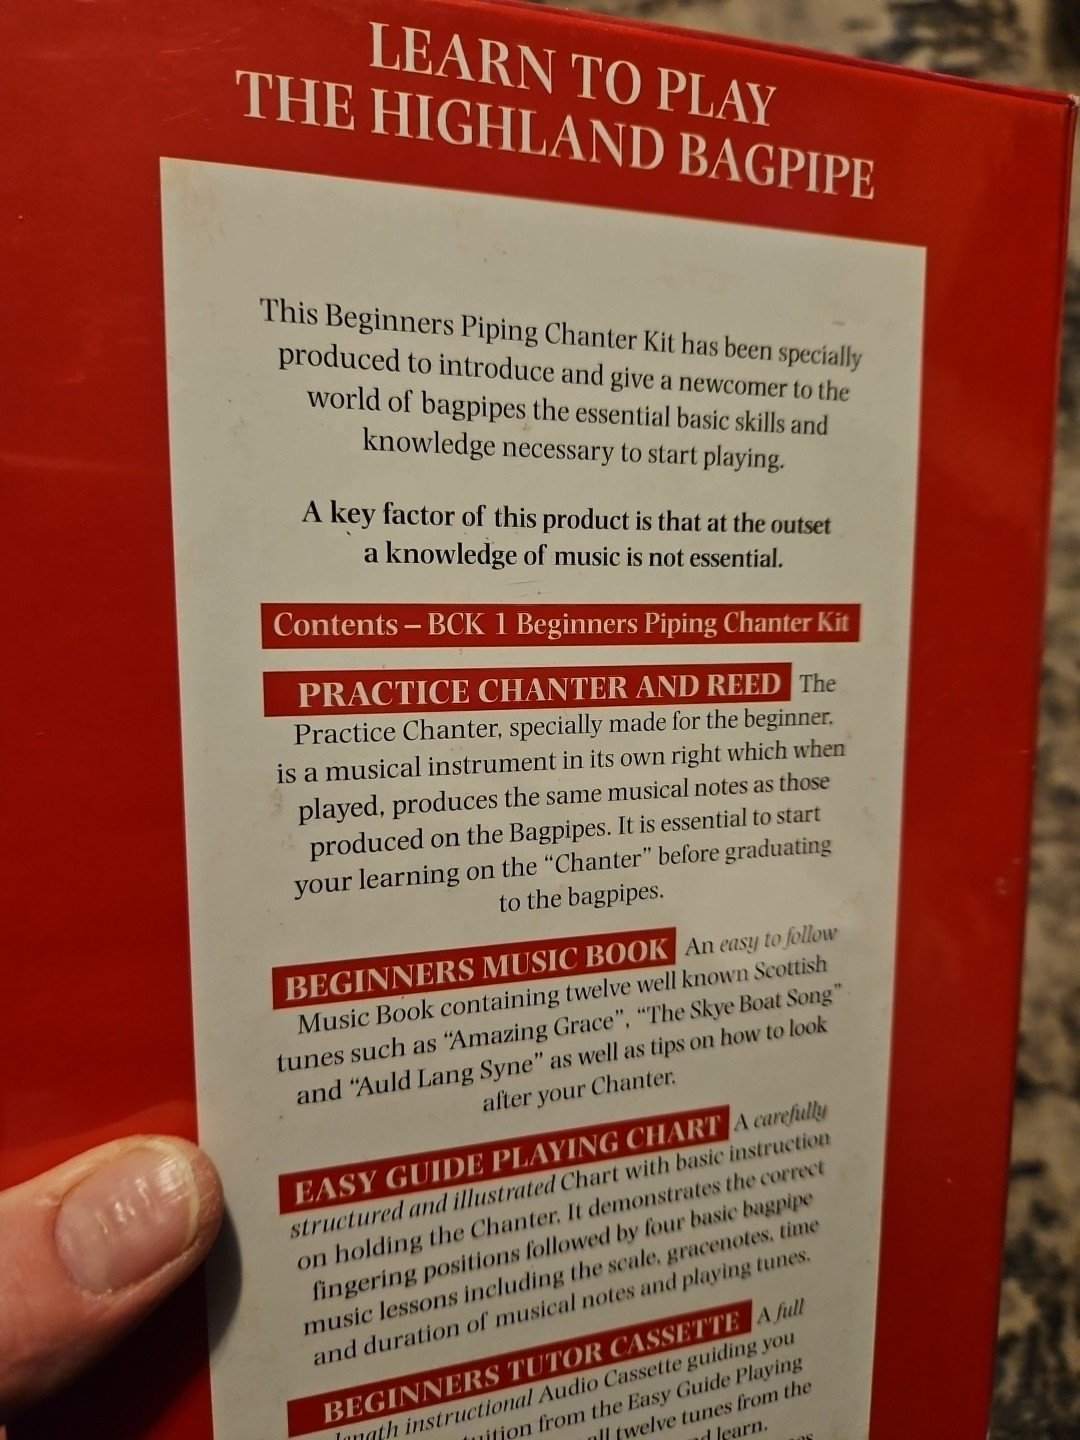 LEARN TO PLAY
THE HIGHLAND BAGPIPE
This Beginners Piping Chanter Kit has been specially
produced to introduce and give a newcomer to the
world of bagpipes the essential basic skills and
knowledge necessary to start playing.
A key factor of this product is that at the outset
a knowledge of music is not essential.
Contents – BCK 1 Beginners Piping Chanter Kit
PRACTICE CHANTER AND REED The
Practice Chanter, specially made for the beginner,
is a musical instrument in its own right which when
played, produces the same musical notes as those
produced on the Bagpipes. It is essential to start
your learning on the “Chanter” before graduating
to the bagpipes.
BEGINNERS MUSIC BOOK An easy to follow
Music Book containing twelve well known Scottish
tunes such as “Amazing Grace”, “The Skye Boat Song”
and “Auld Lang Syne” as well as tips on how to look
after your Chanter.
EASY GUIDE PLAYING CHART A carefully
structured and illustrated Chart with basic instruction
on holding the Chanter. It demonstrates the correct
fingering positions followed by four basic bagpipe
music lessons including the scale, gracenotes, time
and duration of musical notes and playing tunes.
BEGINNERS TUTOR CASSETTE A full
length instructional Audio Cassette guiding you
from the Easy Guide Playing
twelve tunes from the
learn.